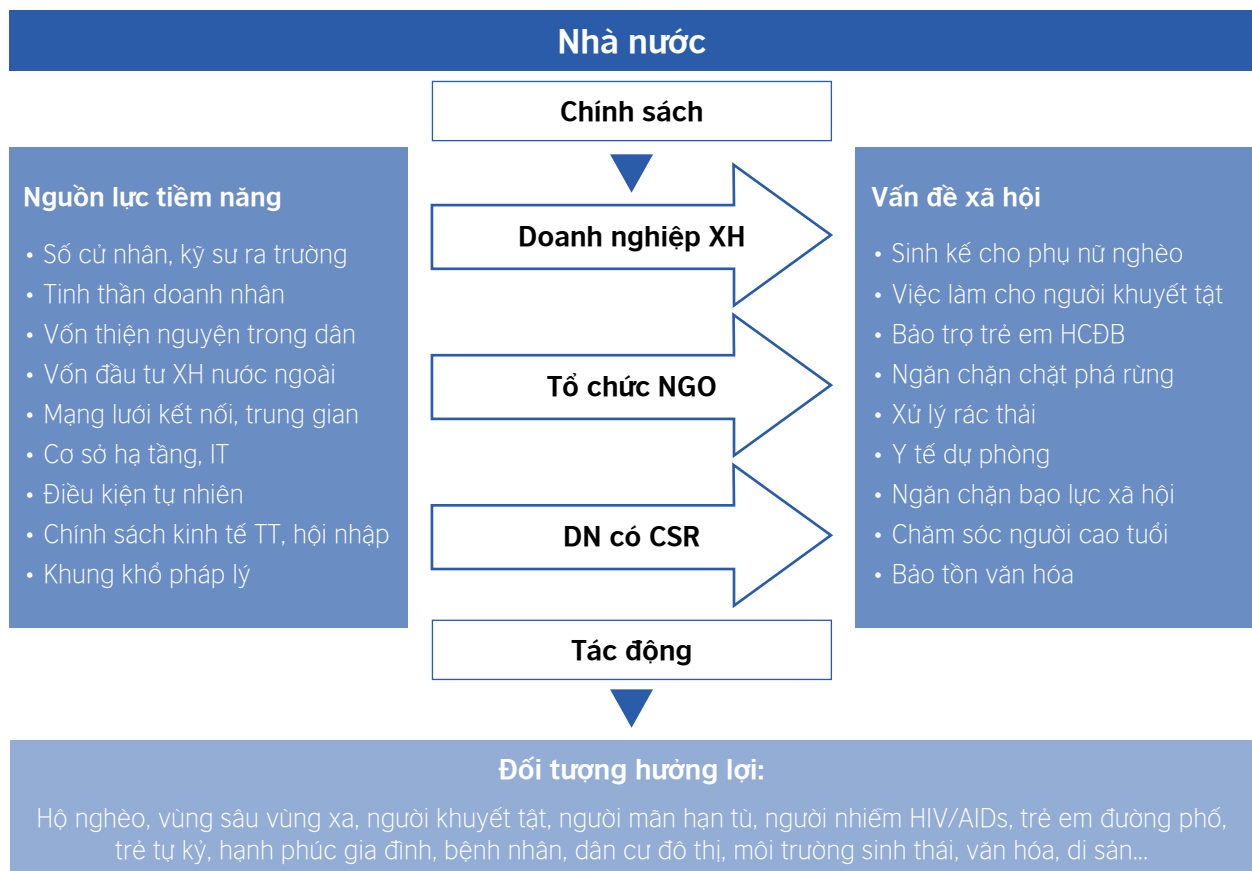 Nhà nước
Chính sách
Nguồn lực tiềm năng
• Số cử nhân, kỹ sư ra trường
• Tinh thần doanh nhân
• Vốn thiện nguyện trong dân
• Vốn đầu tư XH nước ngoài
• Mạng lưới kết nối, trung gian
• Cơ sở hạ tầng, IT
• Điều kiện tự nhiên
• Chính sách kinh tế TT, hội nhập
• Khung khổ pháp lý
Doanh nghiệp XH
Tổ chức NGO
DN có CSR
Vấn đề xã hội
• Sinh kế cho phụ nữ nghèo
• Việc làm cho người khuyết tật
• Bảo trợ trẻ em HCĐB
• Ngăn chặn chặt phá rừng
• Xử lý rác thải
• Y tế dự phòng
• Ngăn chặn bạo lực xã hội
• Chăm sóc người cao tuổi
• Bảo tồn văn hóa
Tác động
Đối tượng hưởng lợi:
Hộ nghèo, vùng sâu vùng xa, người khuyết tật, người mãn hạn tù, người nhiễm HIV/AIDs, trẻ em đường phố,
trẻ tự kỷ, hạnh phúc gia đình, bệnh nhân, dân cư đô thị, môi trường sinh thái, văn hóa, di sản...